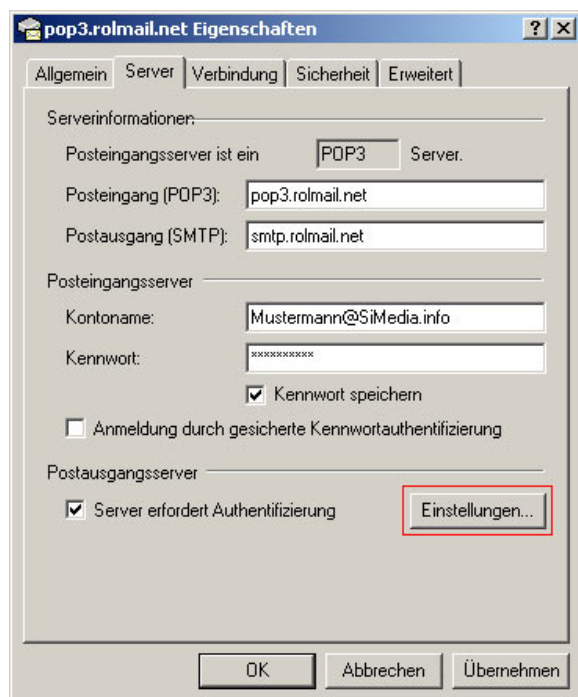 pop3.rolmail.net Eigenschaften
Allgemein Server Verbindung Sicherheit Erweitert
Serverinformationen
Posteingangsserver ist ein POP3 Server.
Posteingang (POP3): pop3.rolmail.net
Postausgang (SMTP): smtp.rolmail.net
Posteingangsserver
Kontoname: Mustermann@SiMedia.info
Kennwort: **********
Kennwort speichern
Anmeldung durch gesicherte Kennwortauthentifizierung
Postausgangsserver
Server erfordert Authentifizierung Einstellungen...
OK Abbrechen Übernehmen